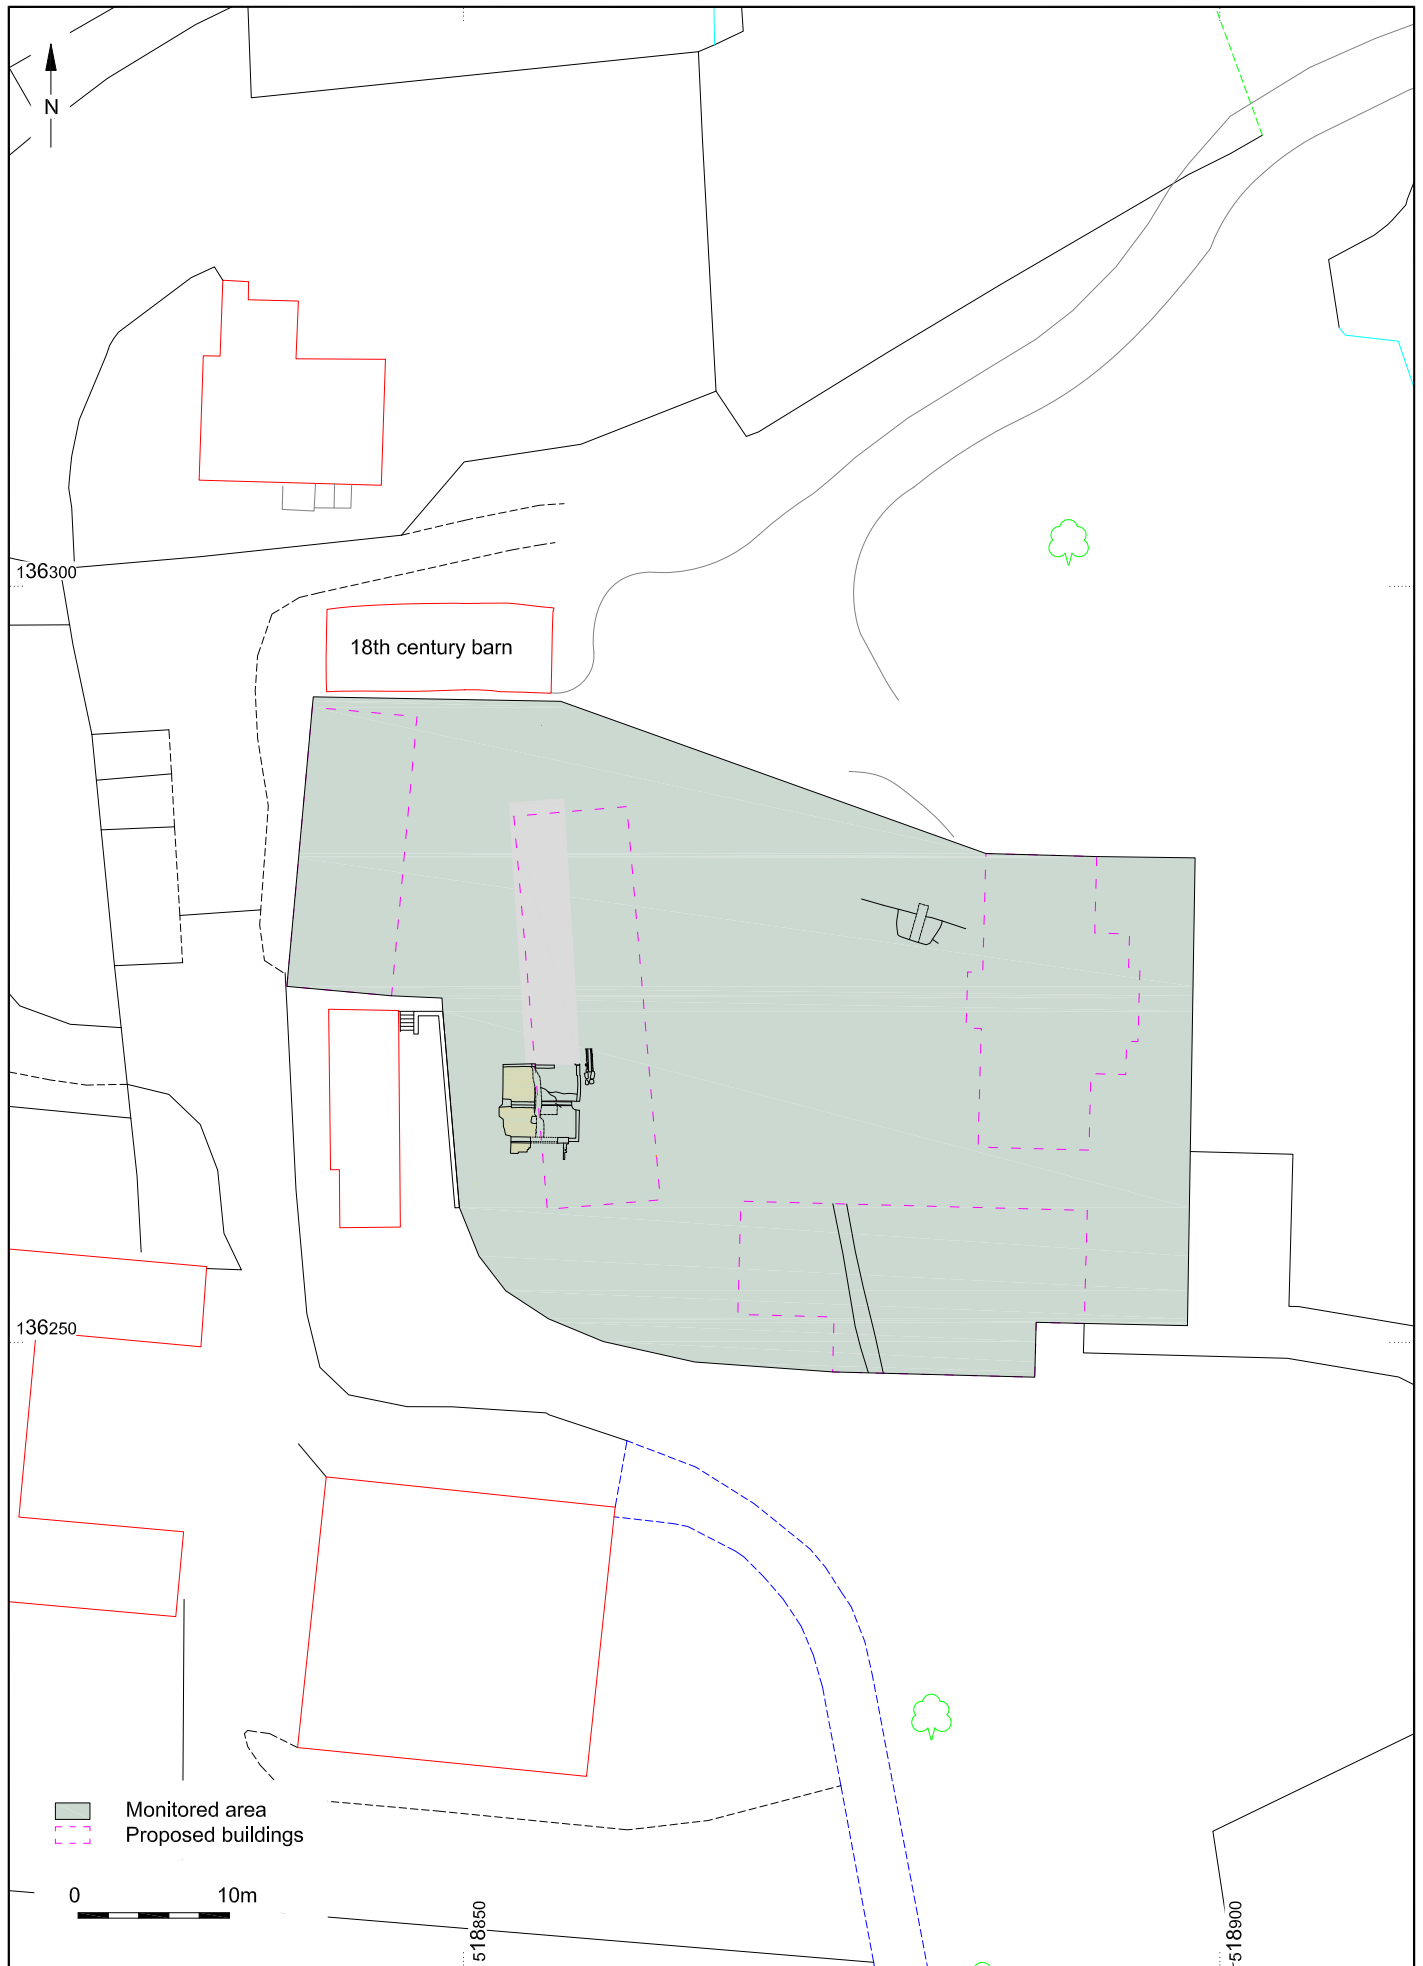 N
136300
18th century barn
136250
Monitored area
Proposed buildings
0 10m
518850
518900